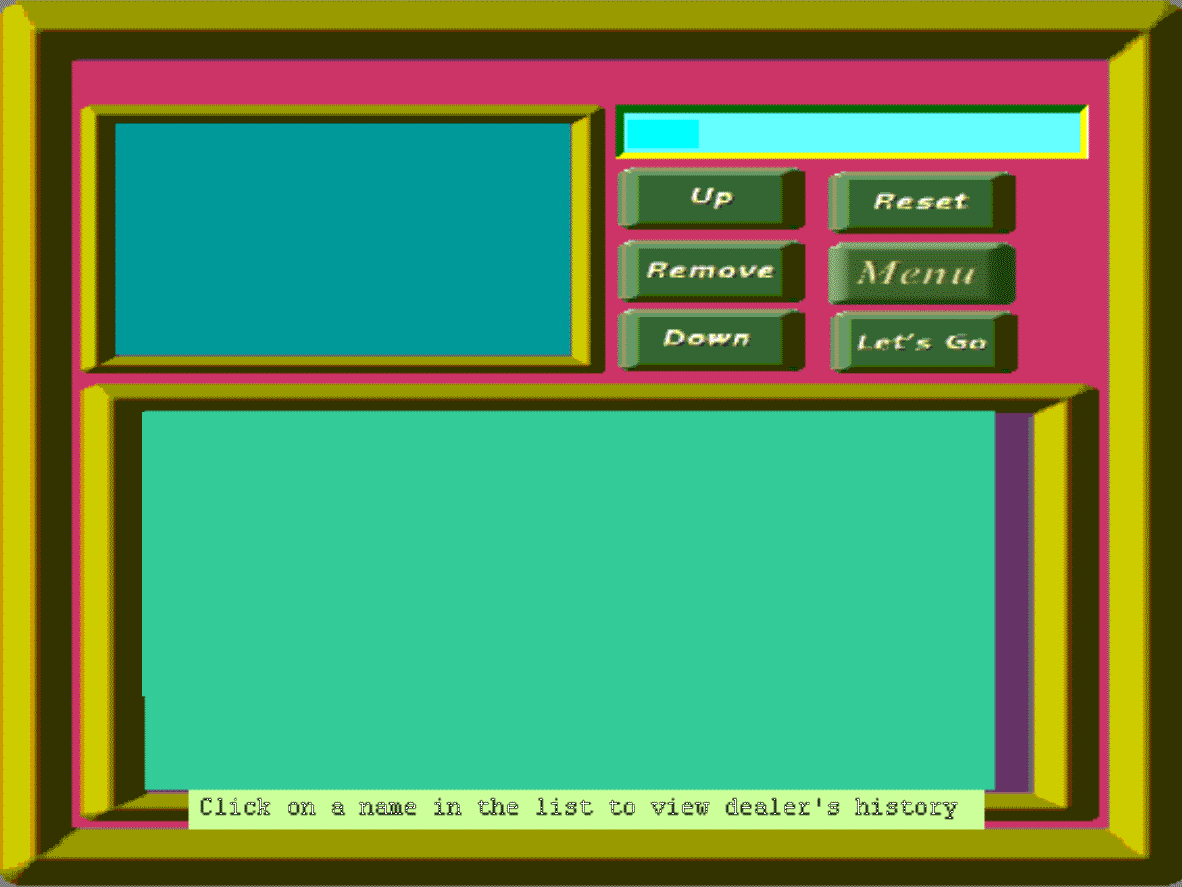 Up
Reset
Remove
Menu
Down
Let's Go
Click on a name in the list to view dealer's history